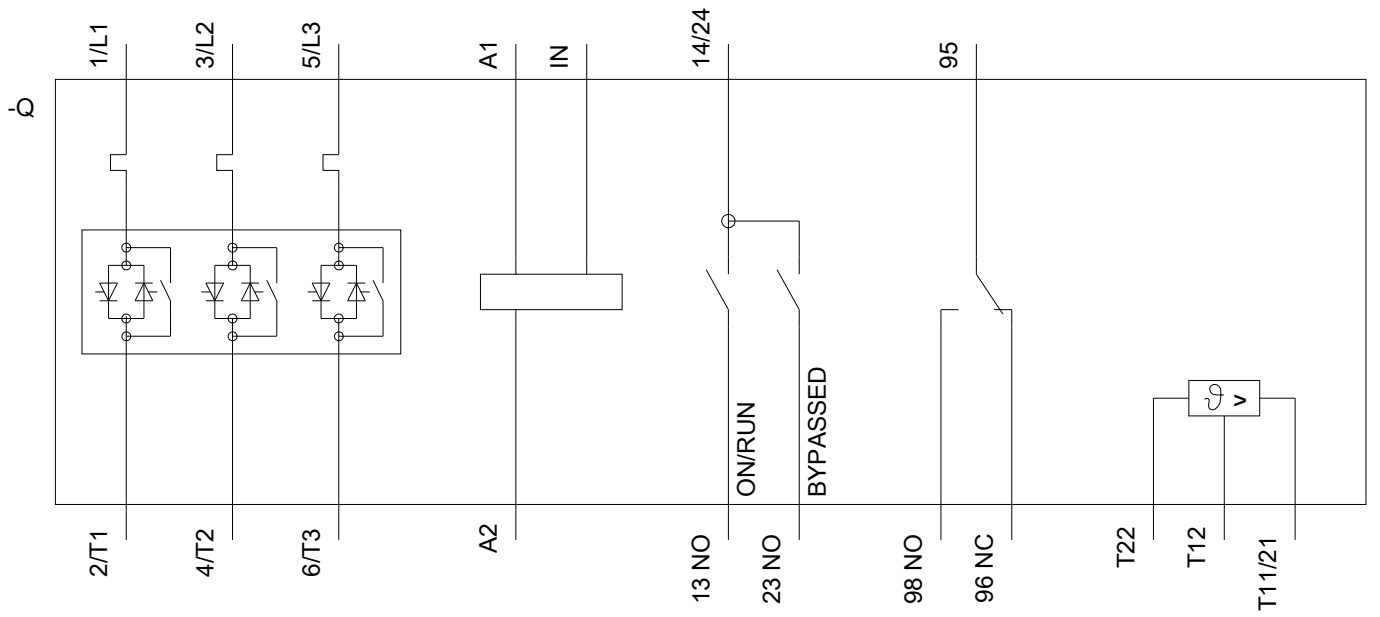 1/L1
3/L2
5/L3
A1
IN
14/24
95
-Q
ϑ >
ON/RUN
BYPASSED
2/T1
4/T2
6/T3
A2
13 NO
23 NO
98 NO
96 NC
T22
T12
T11/21